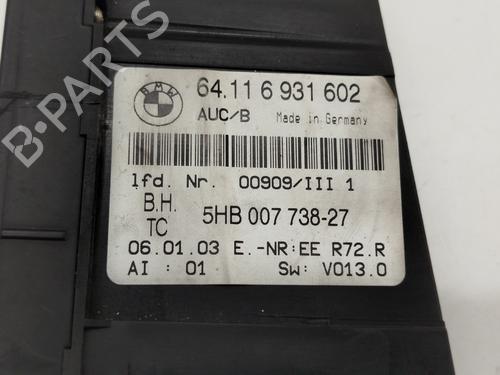 BMW
64.11 6 931 602
AUC/B Made in Germany
lfd. Nr. 00909/III 1
B.H.
TC 5HB 007 738-27
06.01.03 E.-NR:EE R72.R
AI : 01 SW: V013.0
B-PARTS